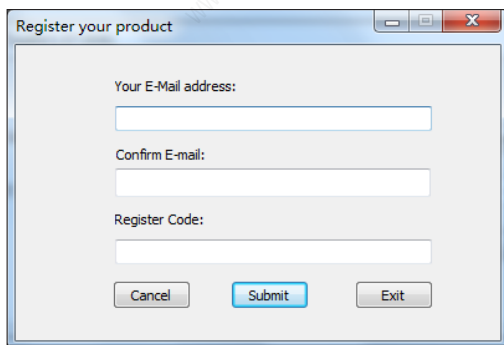 Register your product
Your E-Mail address:
Confirm E-mail:
Register Code:
Cancel Submit Exit